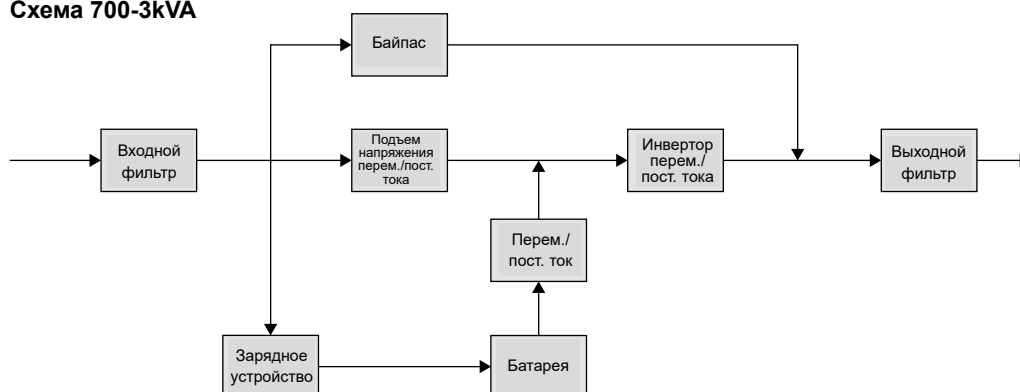 Схема 700-3kVA
Байпас
Входной
фильтр
Подъем
напряжения
перем./пост.
тока
Инвертор
перем./
пост. тока
Выходной
фильтр
Перем./
пост. ток
Зарядное
устройство
Батарея